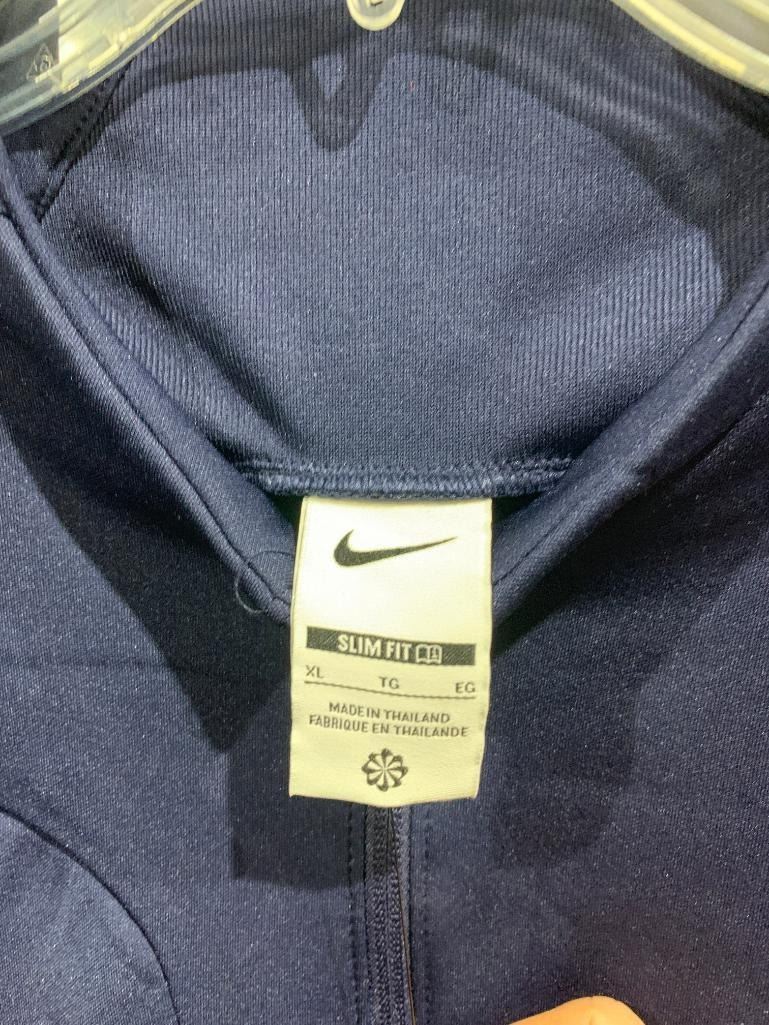 SLIM FIT
XL TG EG
MADE IN THAILAND
FABRIQUE EN THAILANDE